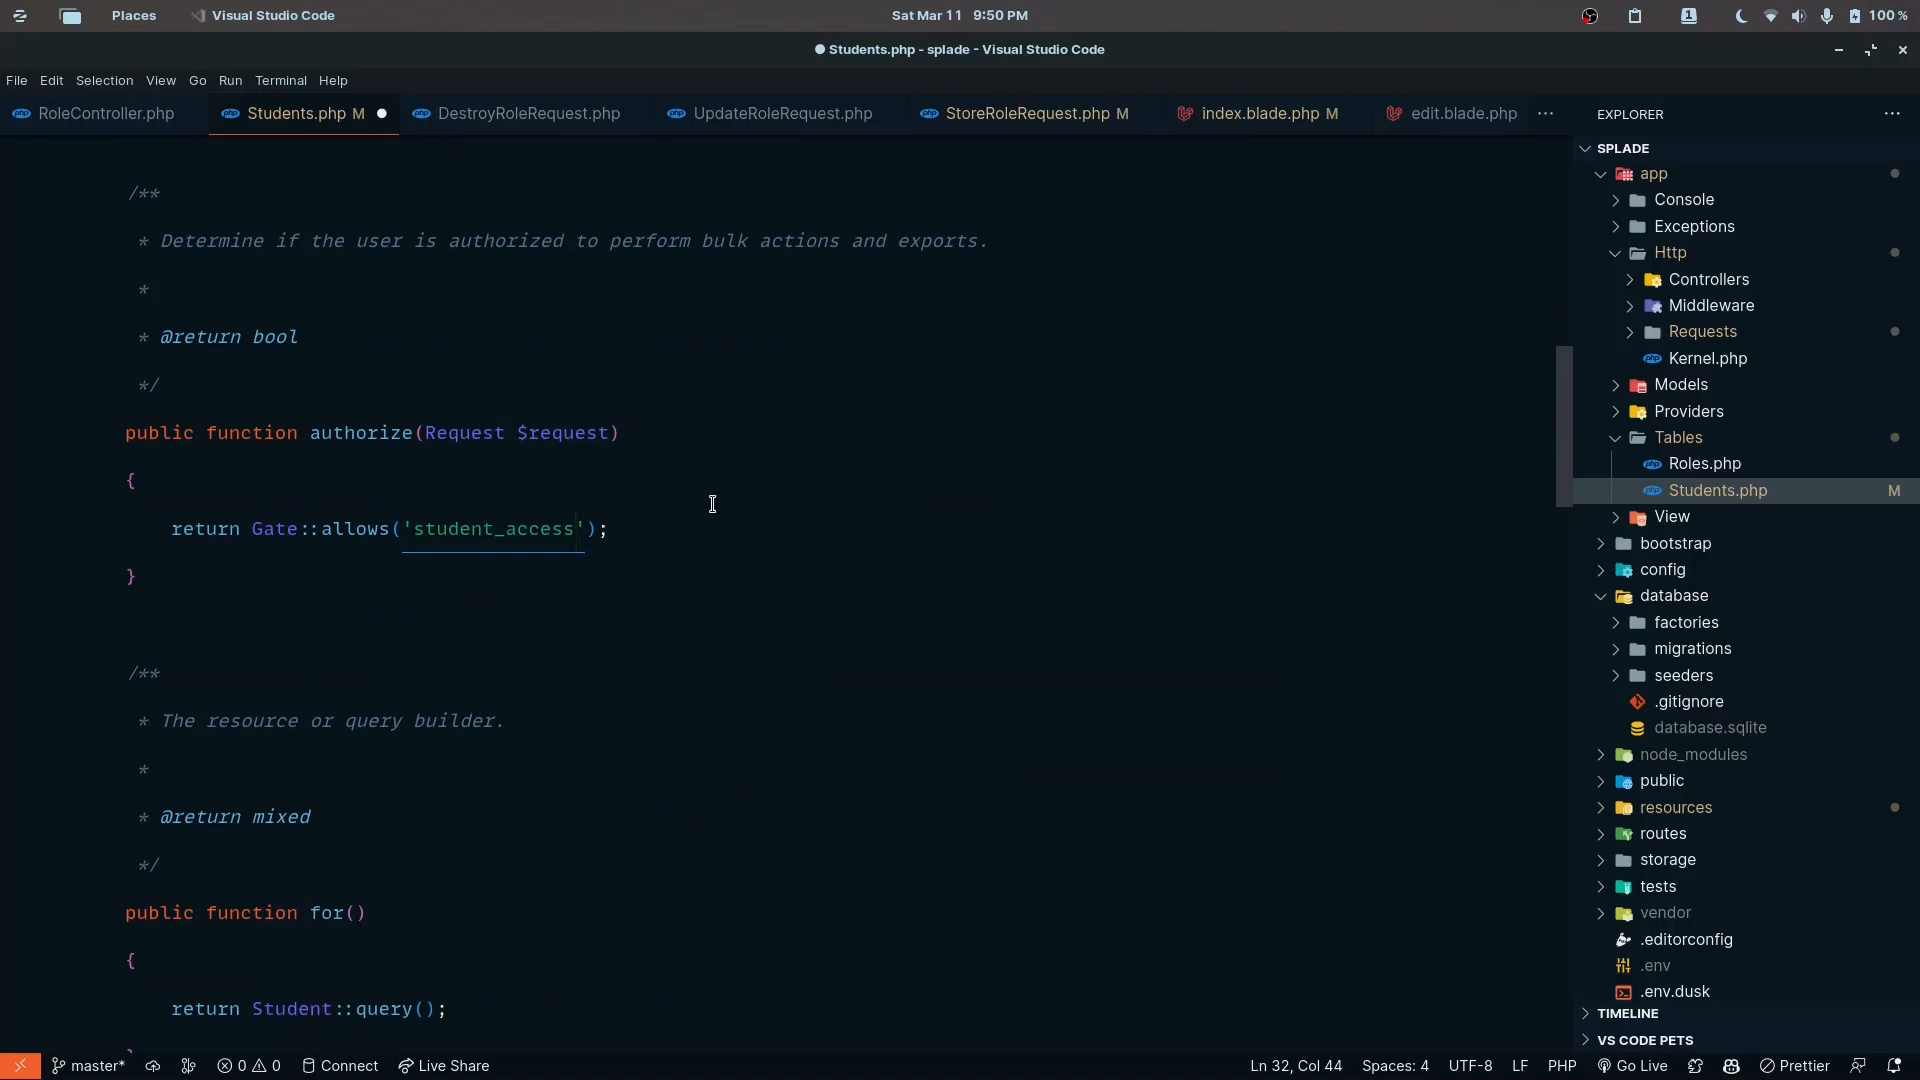 Places
Visual Studio Code
Sat Mar 11 9:50 PM
1
100%
● Students.php - splade - Visual Studio Code
File Edit Selection View Go Run Terminal Help
RoleController.php
Students.php M
DestroyRoleRequest.php
UpdateRoleRequest.php
StoreRoleRequest.php M
index.blade.php M
edit.blade.php
/**
* Determine if the user is authorized to perform bulk actions and exports.
*
* @return bool
*/
public function authorize(Request $request)
{
return Gate::allows('student_access');
}
/**
* The resource or query builder.
*
* @return mixed
*/
public function for()
{
return Student::query();
EXPLORER
SPLADE
app
Console
Exceptions
Http
Controllers
Middleware
Requests
Kernel.php
Models
Providers
Tables
Roles.php
Students.php M
View
bootstrap
config
database
factories
migrations
seeders
.gitignore
database.sqlite
node_modules
public
resources
routes
storage
tests
vendor
.editorconfig
.env
.env.dusk
TIMELINE
VS CODE PETS
master*
0 0
Connect
Live Share
Ln 32, Col 44
Spaces: 4
UTF-8
LF
PHP
Go Live
Prettier